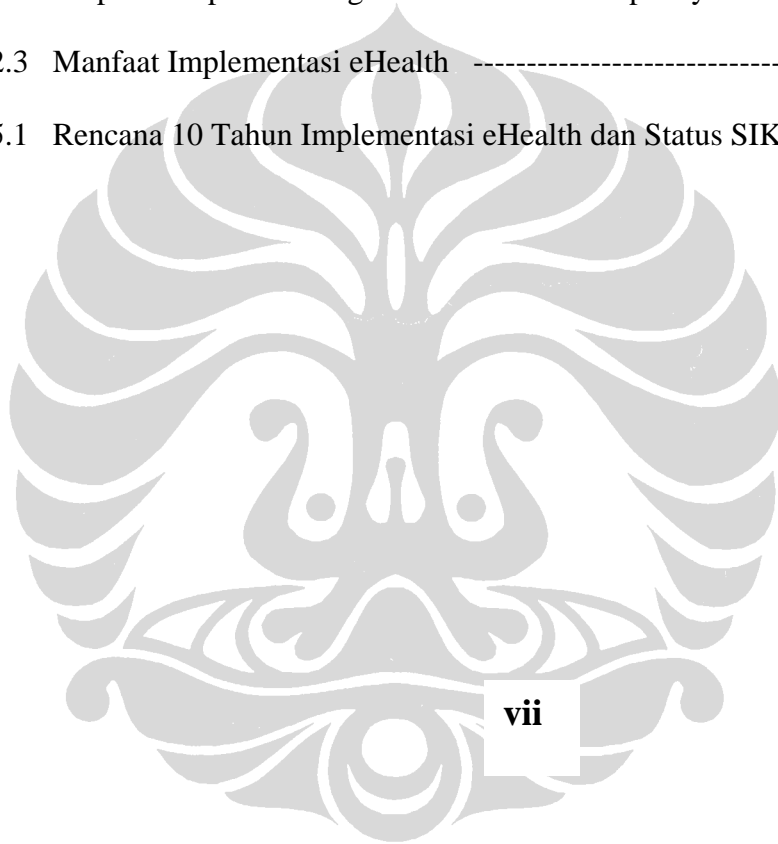 2.3 Manfaat Implementasi eHealth ----------------------------
5.1 Rencana 10 Tahun Implementasi eHealth dan Status SIK
vii